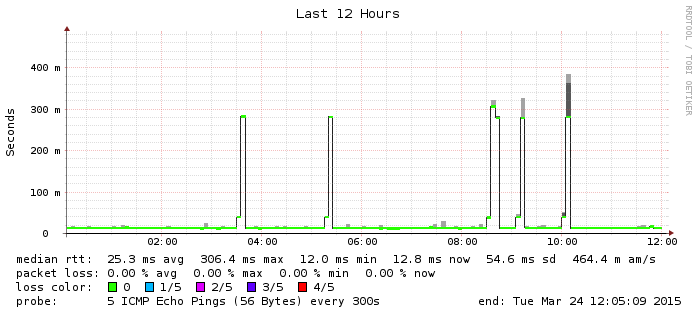 Last 12 Hours
RRDTOOL / TOBI OETIKER
Seconds
400 m
300 m
200 m
100 m
0
02:00 04:00 06:00 08:00 10:00 12:00
median rtt: 25.3 ms avg 306.4 ms max 12.0 ms min 12.8 ms now 54.6 ms sd 464.4 m am/s
packet loss: 0.00 % avg 0.00 % max 0.00 % min 0.00 % now
loss color: 0 1/5 2/5 3/5 4/5
probe: 5 ICMP Echo Pings (56 Bytes) every 300s end: Tue Mar 24 12:05:09 2015